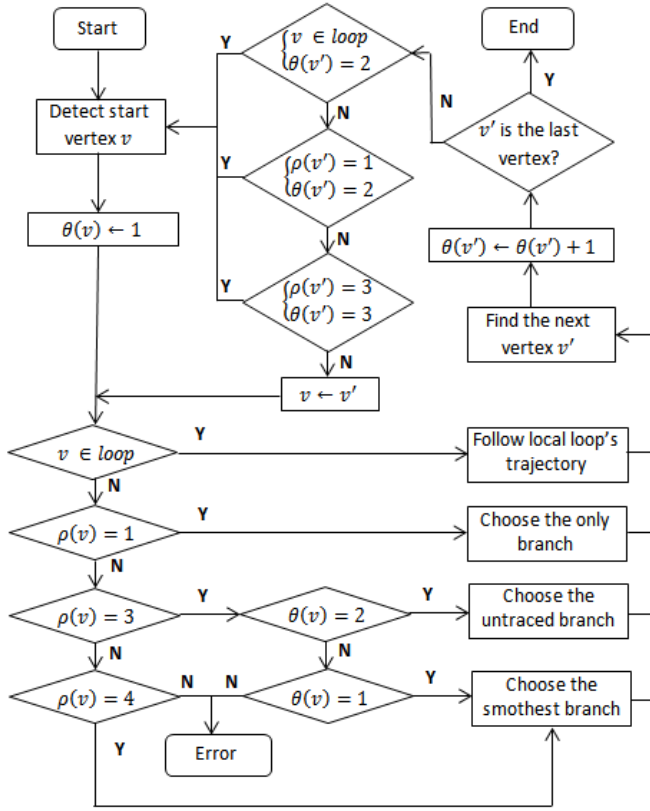 Start
End
Y
v ∈ loop
θ(v′) = 2
N
Y
Detect start
vertex v
v′ is the last
vertex?
N
Y
ρ(v′) = 1
θ(v′) = 2
θ(v) ← 1
θ(v′) ← θ(v′) + 1
N
Y
ρ(v′) = 3
θ(v′) = 3
Find the next
vertex v′
N
v ← v′
v ∈ loop
Y
Follow local loop's
trajectory
N
ρ(v) = 1
Y
Choose the only
branch
N
ρ(v) = 3
Y
θ(v) = 2
Y
Choose the
untraced branch
N
N
ρ(v) = 4
N
N
θ(v) = 1
Y
Choose the
smothest branch
Y
Error